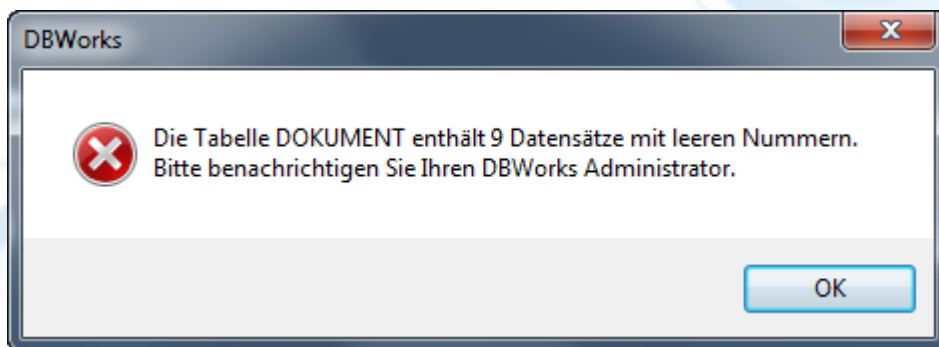 DBWorks
Die Tabelle DOKUMENT enthält 9 Datensätze mit leeren Nummern.
Bitte benachrichtigen Sie Ihren DBWorks Administrator.
OK